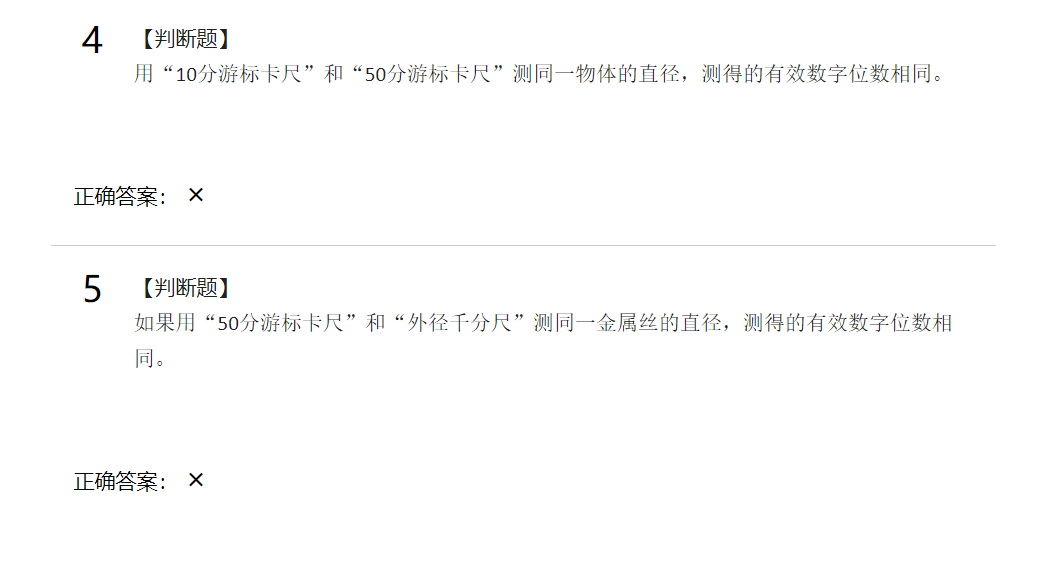 4 【判断题】
用“10分游标卡尺”和“50分游标卡尺”测同一物体的直径，测得的有效数字位数相同。
正确答案： ×
5 【判断题】
如果用“50分游标卡尺”和“外径千分尺”测同一金属丝的直径，测得的有效数字位数相
同。
正确答案： ×